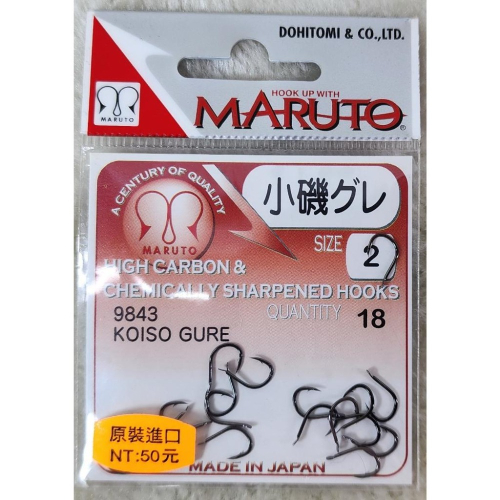 DOHITOMI & CO.,LTD.
HOOK UP WITH
MARUTO®
MARUTO
A CENTURY OF QUALITY
MARUTO
小磯グレ
SIZE 2
HIGH CARBON &
CHEMICALLY SHARPENED HOOKS
QUANTITY 18
9843
KOISO GURE
原裝進口
NT:50元
MADE IN JAPAN